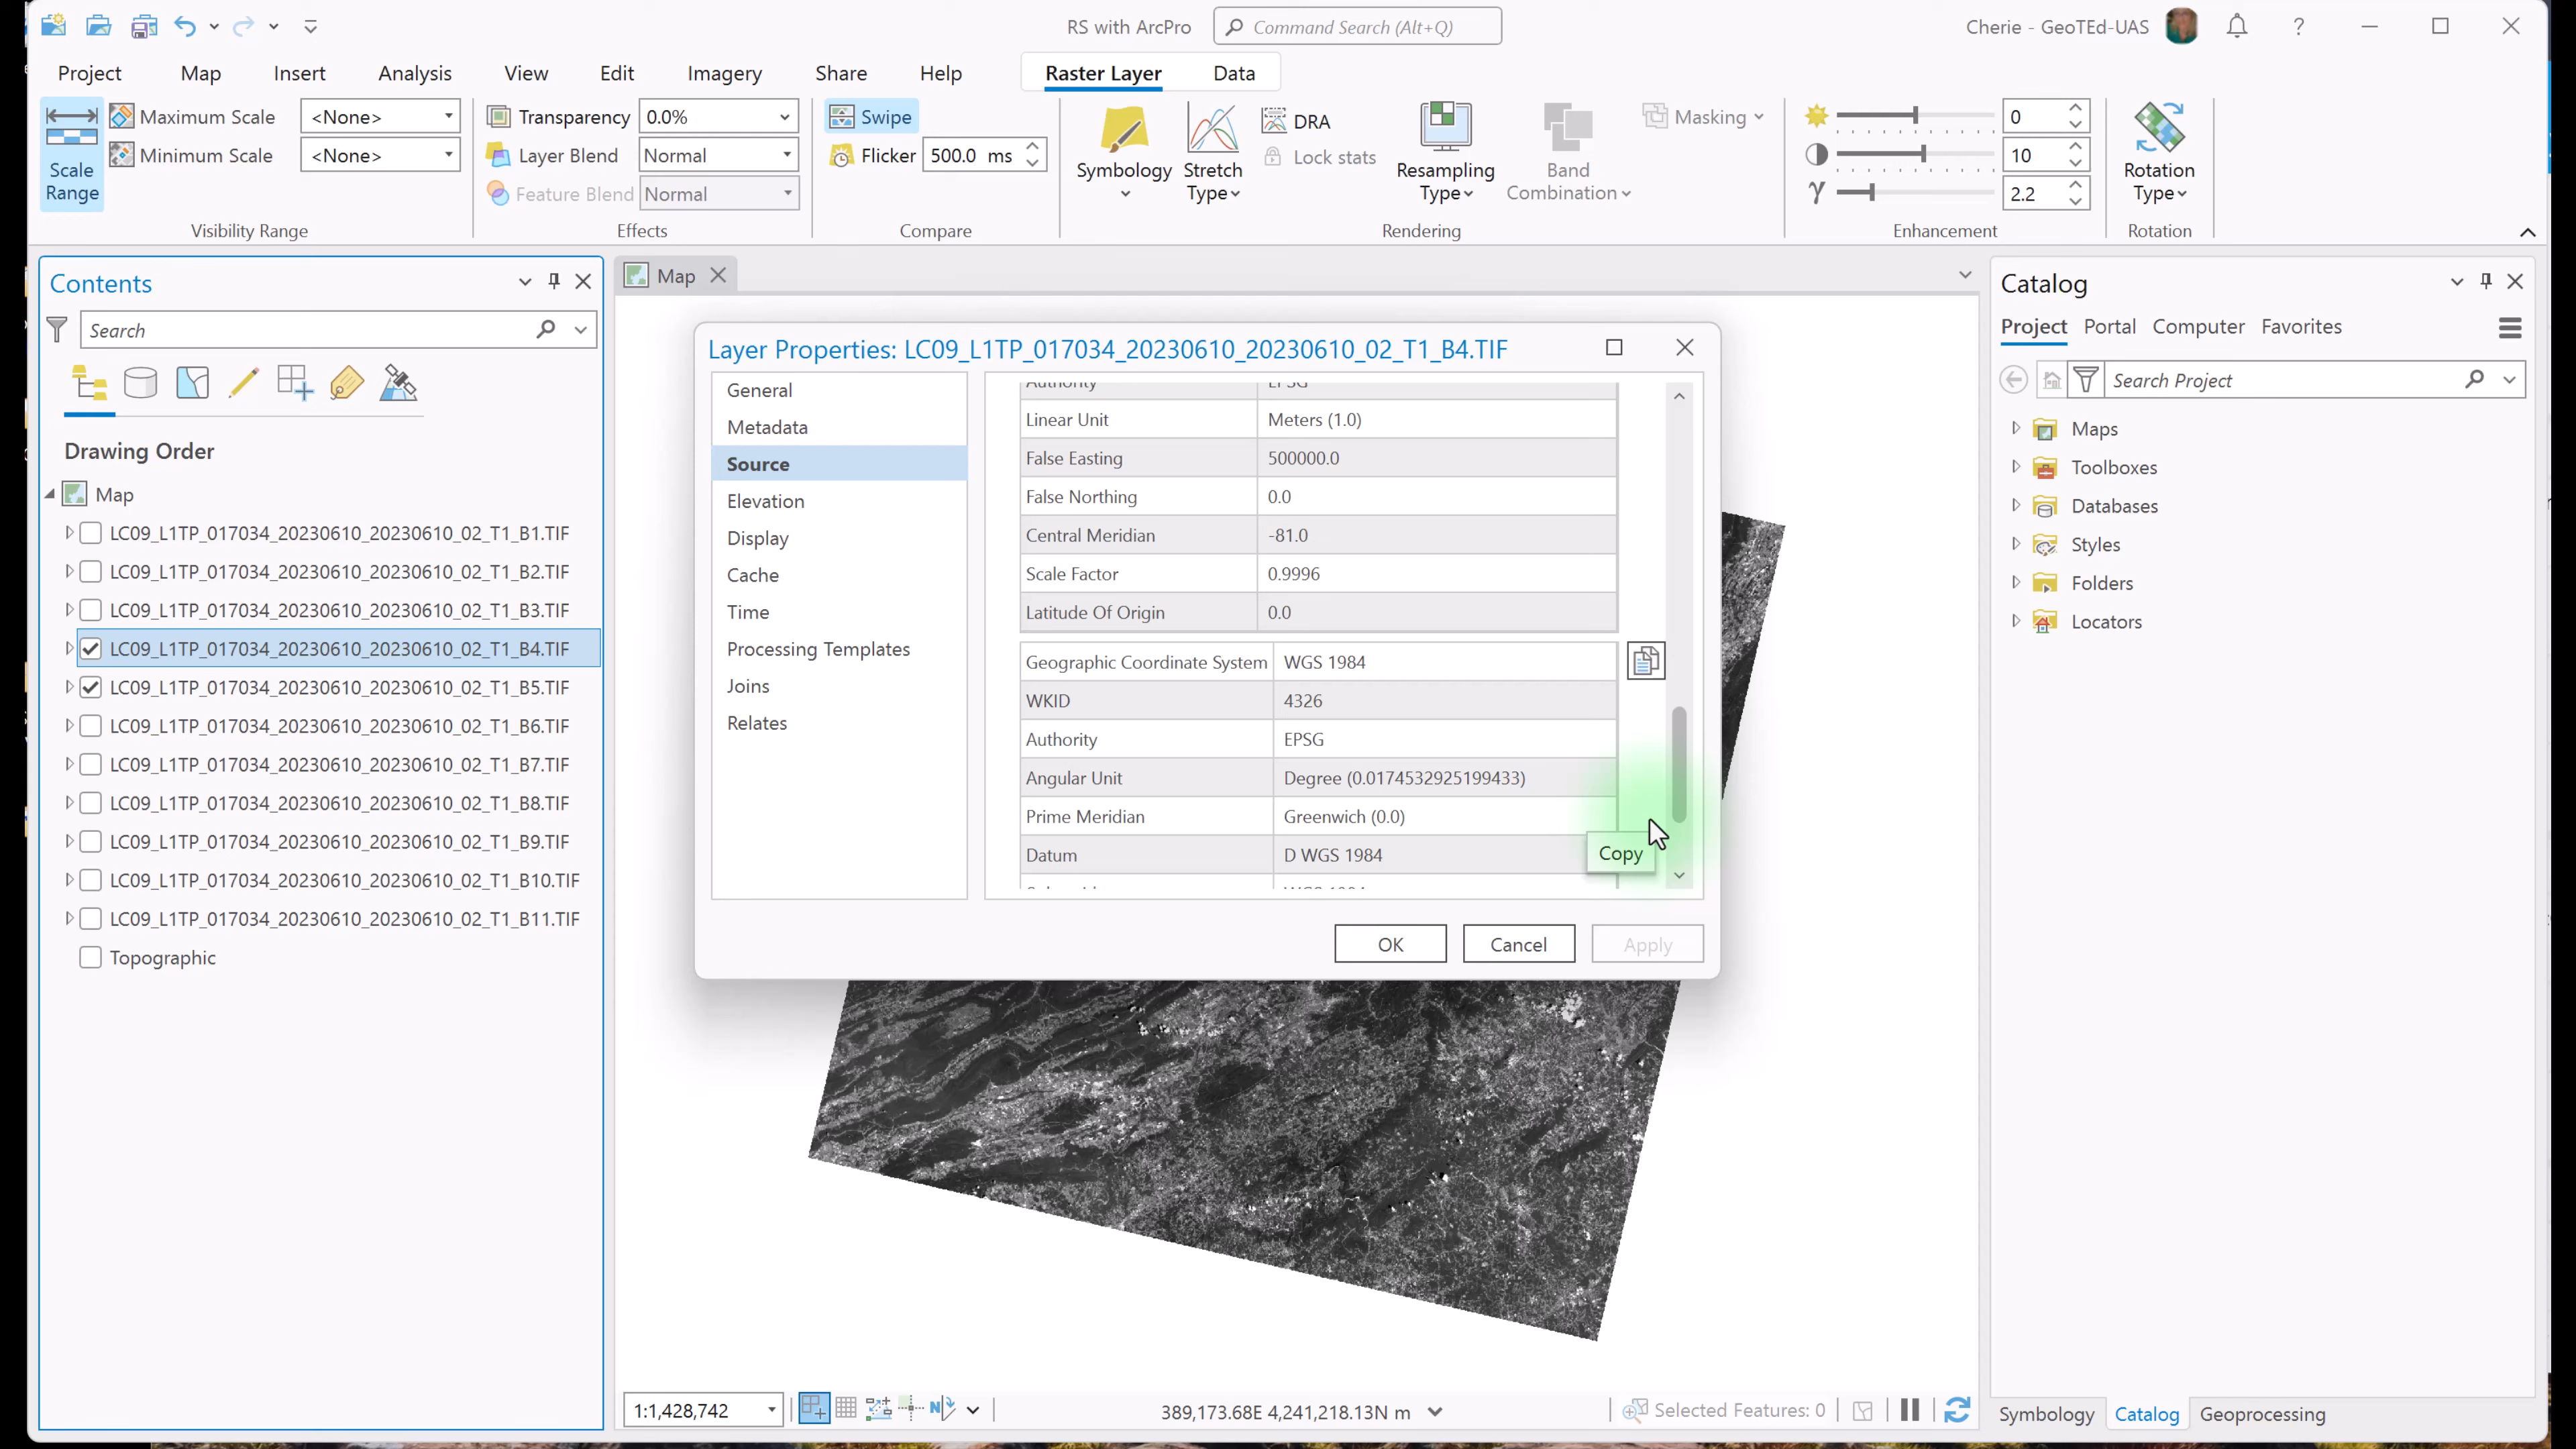 RS with ArcPro
Command Search (Alt+Q)
Cherie - GeoTEd-UAS
?
Project
Map
Insert
Analysis
View
Edit
Imagery
Share
Help
Raster Layer
Data
Scale Range
Maximum Scale
<None>
Minimum Scale
<None>
Visibility Range
Transparency
0.0%
Layer Blend
Normal
Feature Blend
Normal
Effects
Swipe
Flicker
500.0 ms
Compare
Symbology
Stretch Type
DRA
Lock stats
Resampling Type
Band Combination
Masking
Rendering
0
10
γ
2.2
Enhancement
Rotation Type
Rotation
Contents
Search
Drawing Order
Map
LC09_L1TP_017034_20230610_20230610_02_T1_B1.TIF
LC09_L1TP_017034_20230610_20230610_02_T1_B2.TIF
LC09_L1TP_017034_20230610_20230610_02_T1_B3.TIF
LC09_L1TP_017034_20230610_20230610_02_T1_B4.TIF
LC09_L1TP_017034_20230610_20230610_02_T1_B5.TIF
LC09_L1TP_017034_20230610_20230610_02_T1_B6.TIF
LC09_L1TP_017034_20230610_20230610_02_T1_B7.TIF
LC09_L1TP_017034_20230610_20230610_02_T1_B8.TIF
LC09_L1TP_017034_20230610_20230610_02_T1_B9.TIF
LC09_L1TP_017034_20230610_20230610_02_T1_B10.TIF
LC09_L1TP_017034_20230610_20230610_02_T1_B11.TIF
Topographic
Map
Layer Properties: LC09_L1TP_017034_20230610_20230610_02_T1_B4.TIF
General
Metadata
Source
Elevation
Display
Cache
Time
Processing Templates
Joins
Relates
Authority EPSG
Linear Unit Meters (1.0)
False Easting 500000.0
False Northing 0.0
Central Meridian -81.0
Scale Factor 0.9996
Latitude Of Origin 0.0
Geographic Coordinate System WGS 1984
WKID 4326
Authority EPSG
Angular Unit Degree (0.0174532925199433)
Prime Meridian Greenwich (0.0)
Datum D WGS 1984
Copy
OK
Cancel
Apply
1:1,428,742
N
389,173.68E 4,241,218.13N m
Selected Features: 0
Catalog
Project
Portal
Computer
Favorites
Search Project
Maps
Toolboxes
Databases
Styles
Folders
Locators
Symbology
Catalog
Geoprocessing